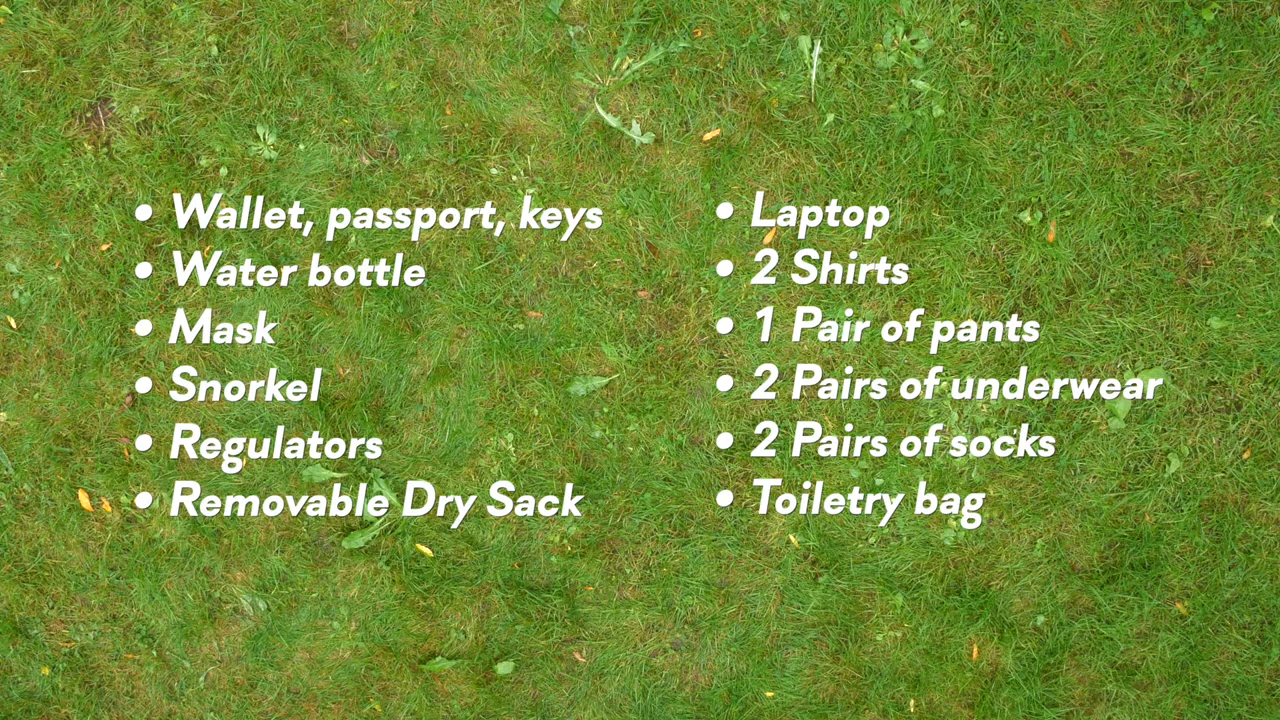 • Wallet, passport, keys
• Water bottle
• Mask
• Snorkel
• Regulators
• Removable Dry Sack
• Laptop
• 2 Shirts
• 1 Pair of pants
• 2 Pairs of underwear
• 2 Pairs of socks
• Toiletry bag